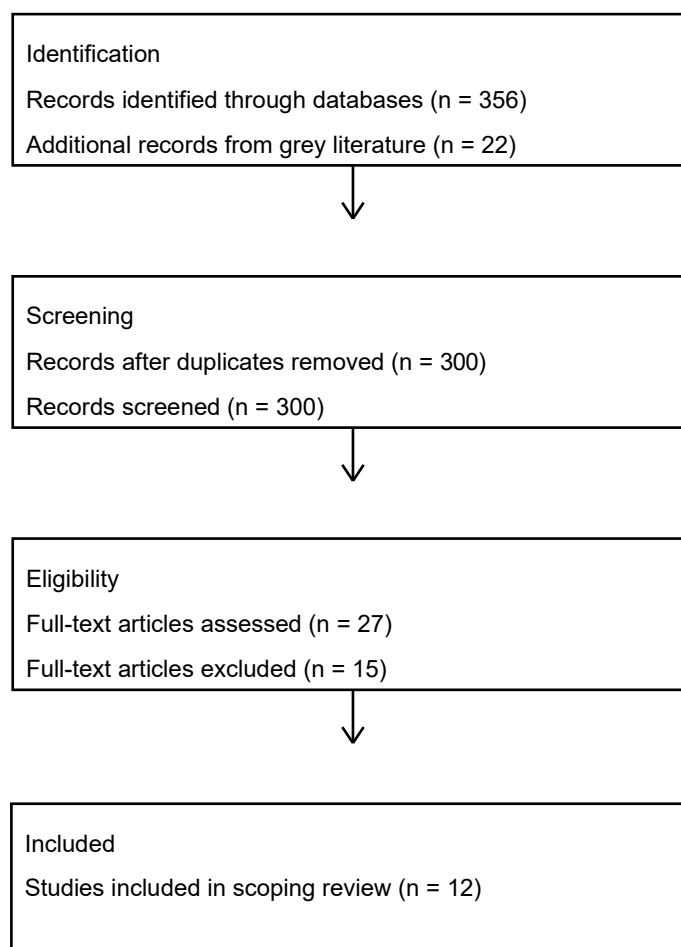 Identification
Records identified through databases (n = 356)
Additional records from grey literature (n = 22)
Screening
Records after duplicates removed (n = 300)
Records screened (n = 300)
Eligibility
Full-text articles assessed (n = 27)
Full-text articles excluded (n = 15)
Included
Studies included in scoping review (n = 12)